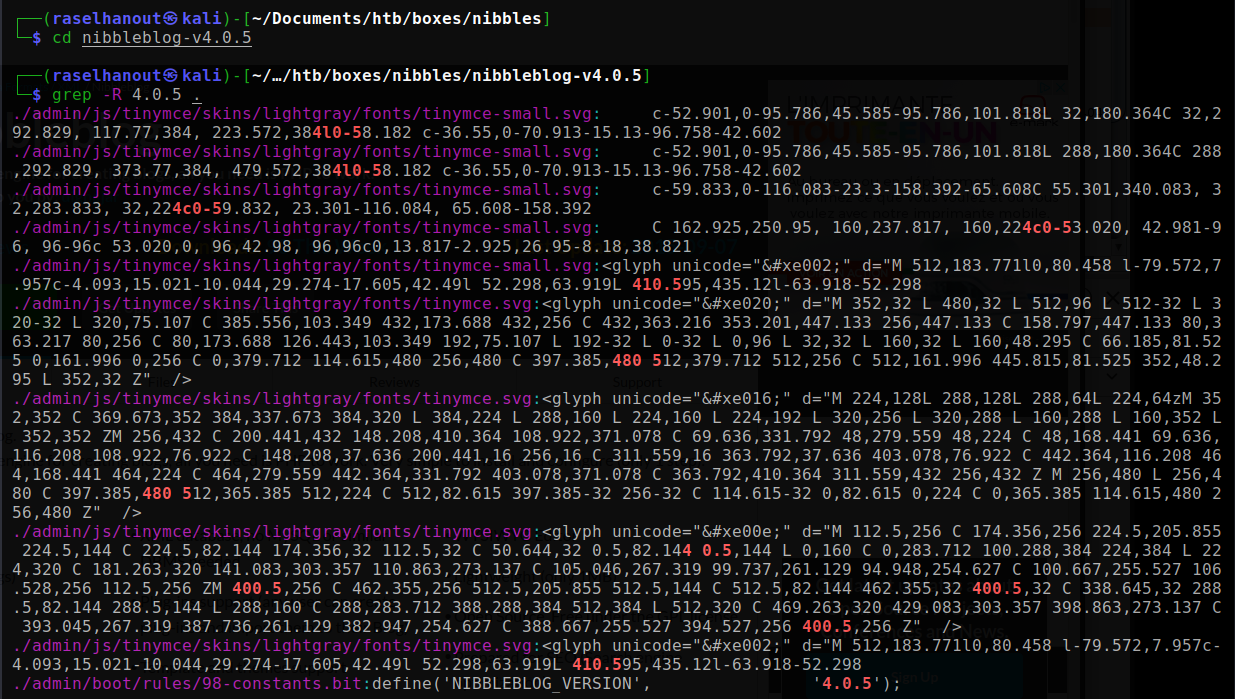 ┌──(raselhanout㉿kali)-[~/Documents/htb/boxes/nibbles]
└─$ cd nibbleblog-v4.0.5
┌──(raselhanout㉿kali)-[~/…/htb/boxes/nibbles/nibbleblog-v4.0.5]
└─$ grep -R 4.0.5 .
./admin/js/tinymce/skins/lightgray/fonts/tinymce-small.svg:     c-52.901,0-95.786,45.585-95.786,101.818L 32,180.364C 32,2
92.829, 117.77,384, 223.572,384l0-58.182 c-36.55,0-70.913-15.13-96.758-42.602
./admin/js/tinymce/skins/lightgray/fonts/tinymce-small.svg:     c-52.901,0-95.786,45.585-95.786,101.818L 288,180.364C 288
,292.829, 373.77,384, 479.572,384l0-58.182 c-36.55,0-70.913-15.13-96.758-42.602
./admin/js/tinymce/skins/lightgray/fonts/tinymce-small.svg:     c-59.833,0-116.083-23.3-158.392-65.608C 55.301,340.083, 3
2,283.833, 32,224c0-59.832, 23.301-116.084, 65.608-158.392
./admin/js/tinymce/skins/lightgray/fonts/tinymce-small.svg:     C 162.925,250.95, 160,237.817, 160,224c0-53.020, 42.981-9
6, 96-96c 53.020,0, 96,42.98, 96,96c0,13.817-2.925,26.95-8.18,38.821
./admin/js/tinymce/skins/lightgray/fonts/tinymce-small.svg:<glyph unicode="&#xe002;" d="M 512,183.771l0,80.458 l-79.572,7
.957c-4.093,15.021-10.044,29.274-17.605,42.49l 52.298,63.919L 410.595,435.12l-63.918-52.298
./admin/js/tinymce/skins/lightgray/fonts/tinymce.svg:<glyph unicode="&#xe020;" d="M 352,32 L 480,32 L 512,96 L 512-32 L 3
20-32 L 320,75.107 C 385.556,103.349 432,173.688 432,256 C 432,363.216 353.201,447.133 256,447.133 C 158.797,447.133 80,3
63.217 80,256 C 80,173.688 126.443,103.349 192,75.107 L 192-32 L 0-32 L 0,96 L 32,32 L 160,32 L 160,48.295 C 66.185,81.52
5 0,161.996 0,256 C 0,379.712 114.615,480 256,480 C 397.385,480 512,379.712 512,256 C 512,161.996 445.815,81.525 352,48.2
95 L 352,32 Z"  />
./admin/js/tinymce/skins/lightgray/fonts/tinymce.svg:<glyph unicode="&#xe016;" d="M 224,128L 288,128L 288,64L 224,64zM 35
2,352 C 369.673,352 384,337.673 384,320 L 384,224 L 288,160 L 224,160 L 224,192 L 320,256 L 320,288 L 160,288 L 160,352 L
 352,352 ZM 256,432 C 200.441,432 148.208,410.364 108.922,371.078 C 69.636,331.792 48,279.559 48,224 C 48,168.441 69.636,
116.208 108.922,76.922 C 148.208,37.636 200.441,16 256,16 C 311.559,16 363.792,37.636 403.078,76.922 C 442.364,116.208 46
4,168.441 464,224 C 464,279.559 442.364,331.792 403.078,371.078 C 363.792,410.364 311.559,432 256,432 Z M 256,480 L 256,4
80 C 397.385,480 512,365.385 512,224 C 512,82.615 397.385-32 256-32 C 114.615-32 0,82.615 0,224 C 0,365.385 114.615,480 2
56,480 Z"  />
./admin/js/tinymce/skins/lightgray/fonts/tinymce.svg:<glyph unicode="&#xe00e;" d="M 112.5,256 C 174.356,256 224.5,205.855
 224.5,144 C 224.5,82.144 174.356,32 112.5,32 C 50.644,32 0.5,82.144 0.5,144 L 0,160 C 0,283.712 100.288,384 224,384 L 22
4,320 C 181.263,320 141.083,303.357 110.863,273.137 C 105.046,267.319 99.737,261.129 94.948,254.627 C 100.667,255.527 106
.528,256 112.5,256 ZM 400.5,256 C 462.355,256 512.5,205.855 512.5,144 C 512.5,82.144 462.355,32 400.5,32 C 338.645,32 288
.5,82.144 288.5,144 L 288,160 C 288,283.712 388.288,384 512,384 L 512,320 C 469.263,320 429.083,303.357 398.863,273.137 C
 393.045,267.319 387.736,261.129 382.947,254.627 C 388.667,255.527 394.527,256 400.5,256 Z"  />
./admin/js/tinymce/skins/lightgray/fonts/tinymce.svg:<glyph unicode="&#xe002;" d="M 512,183.771l0,80.458 l-79.572,7.957c-
4.093,15.021-10.044,29.274-17.605,42.49l 52.298,63.919L 410.595,435.12l-63.918-52.298
./admin/boot/rules/98-constants.bit:define('NIBBLEBLOG_VERSION',                '4.0.5');